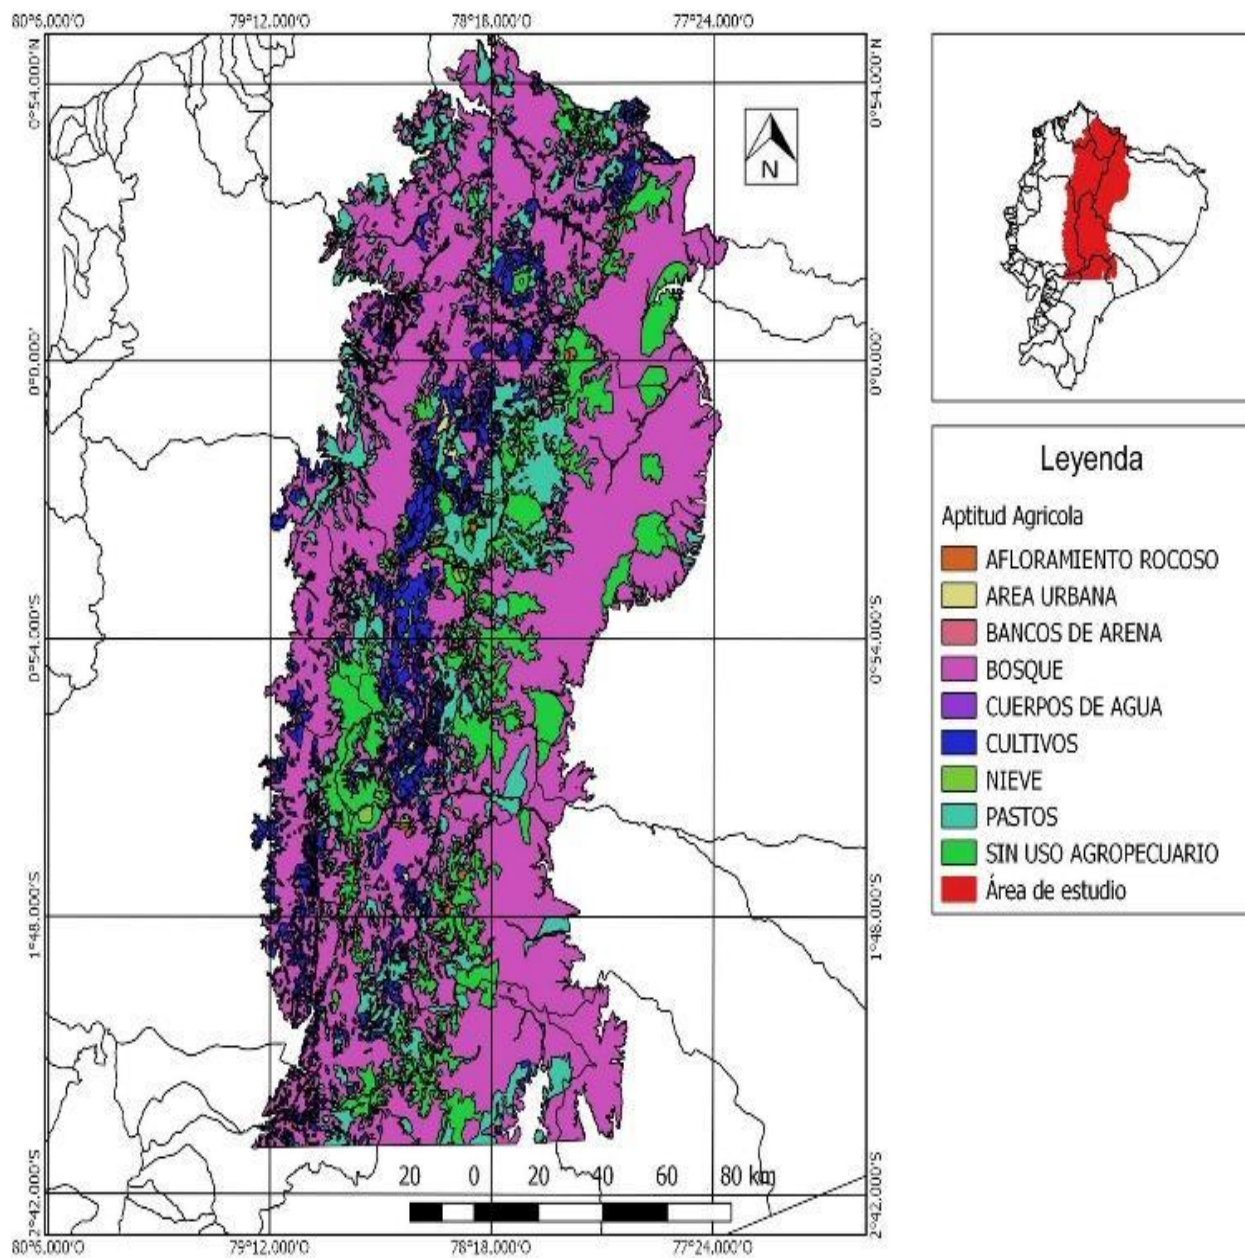 80°6.000'O 79°12.000'O 78°18.000'O 77°24.000'O
0°54.000'N
0°54.000'N
N
0°0.000'
0°0.000'
0°54.000'S
0°54.000'S
1°48.000'S
1°48.000'S
2°42.000'S
2°42.000'S
20 0 20 40 60 80 km
80°6.000'O 79°12.000'O 78°18.000'O 77°24.000'O
Leyenda
Aptitud Agricola
AFLORAMIENTO ROCOSO
AREA URBANA
BANCOS DE ARENA
BOSQUE
CUERPOS DE AGUA
CULTIVOS
NIEVE
PASTOS
SIN USO AGROPECUARIO
Área de estudio